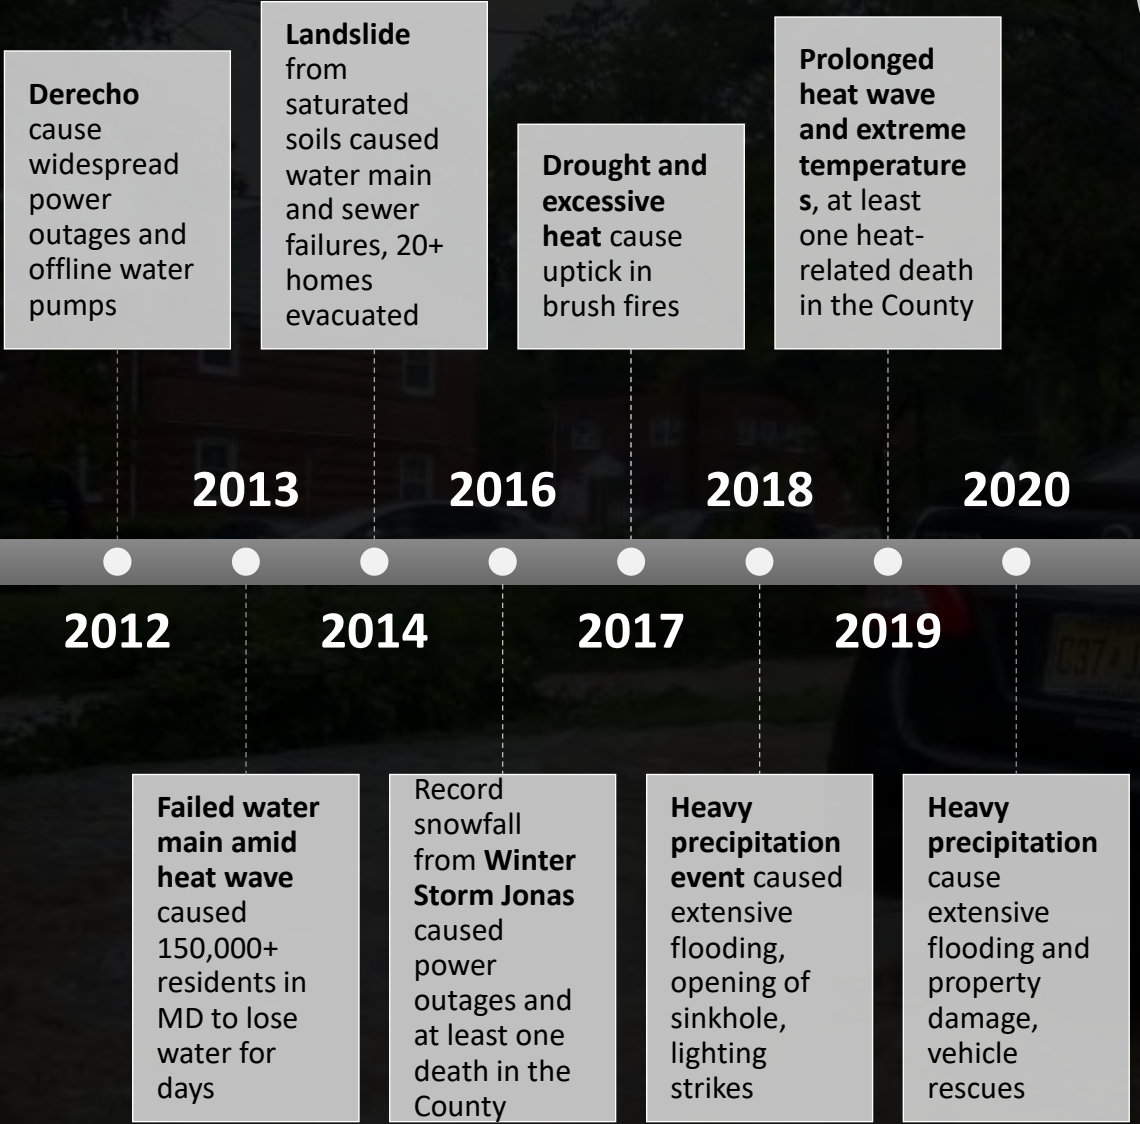 Derecho
cause
widespread
power
outages and
offline water
pumps
2012
Failed water
main amid
heat wave
caused
150,000+
residents in
MD to lose
water for
days
2013
Landslide
from
saturated
soils caused
water main
and sewer
failures, 20+
homes
evacuated
2014
Record
snowfall
from Winter
Storm Jonas
caused
power
outages and
at least one
death in the
County
2016
Drought and
excessive
heat cause
uptick in
brush fires
2017
Heavy
precipitation
event caused
extensive
flooding,
opening of
sinkhole,
lighting
strikes
2018
Prolonged
heat wave
and extreme
temperature
s, at least
one heat-
related death
in the County
2019
Heavy
precipitation
cause
extensive
flooding and
property
damage,
vehicle
rescues
2020